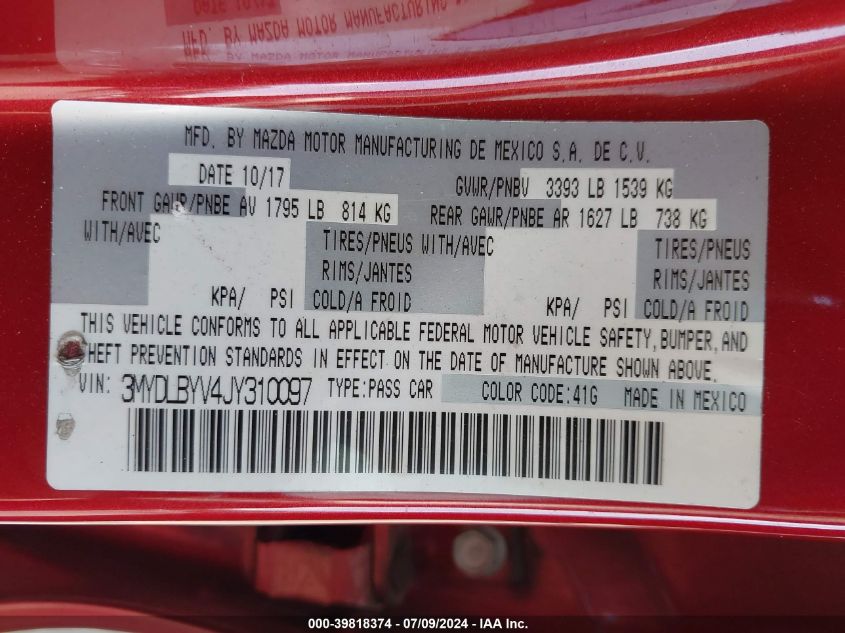 MFD. BY MAZDA MOTOR MANUFACTURING
MFD. BY MAZDA MOTOR MANUFACTURING DE MEXICO S.A. DE C.V.
DATE 10/17 GVWR/PNBV 3393 LB 1539 KG
FRONT GAWR/PNBE AV 1795 LB 814 KG REAR GAWR/PNBE AR 1627 LB 738 KG
WITH/AVEC TIRES/PNEUS WITH/AVEC TIRES/PNEUS
RIMS/JANTES RIMS/JANTES
KPA/ PSI COLD/A FROID KPA/ PSI COLD/A FROID
THIS VEHICLE CONFORMS TO ALL APPLICABLE FEDERAL MOTOR VEHICLE SAFETY, BUMPER, AND
THEFT PREVENTION STANDARDS IN EFFECT ON THE DATE OF MANUFACTURE SHOWN ABOVE.
VIN: 3MYDLBYV4JY310097 TYPE:PASS CAR COLOR CODE:41G MADE IN MEXICO
000-39818374 - 07/09/2024 - IAA Inc.